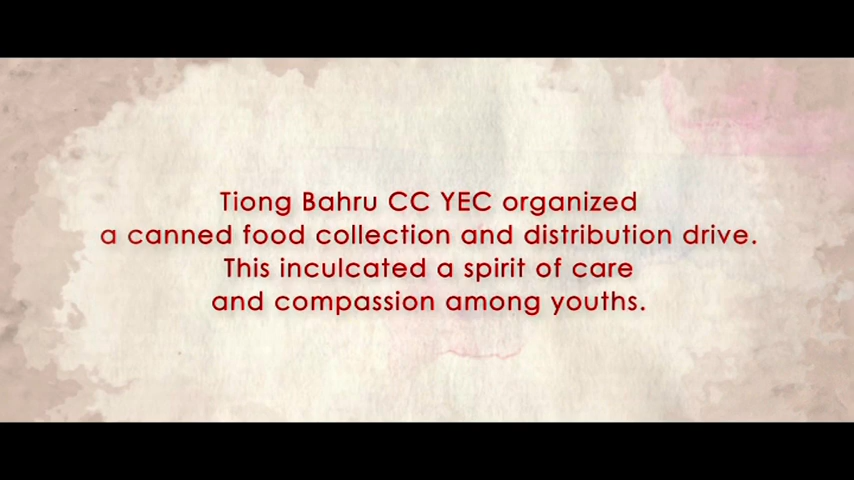 Tiong Bahru CC YEC organized
a canned food collection and distribution drive.
This inculcated a spirit of care
and compassion among youths.